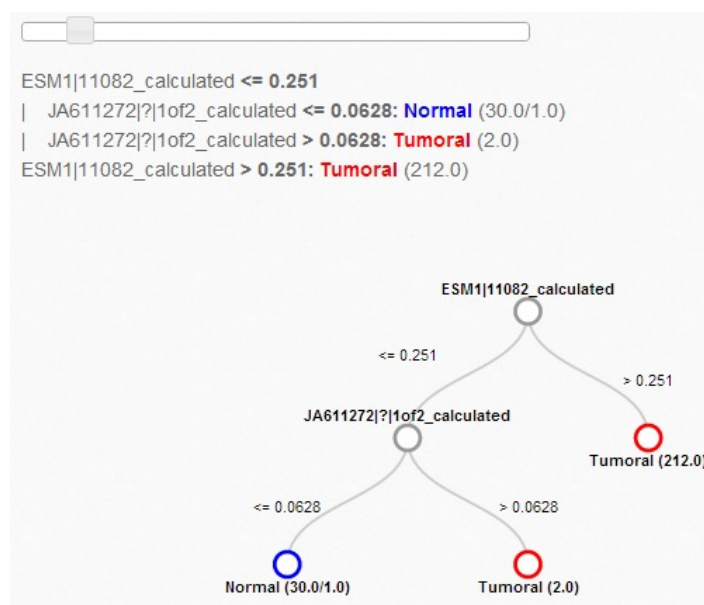 ESM1|11082_calculated <= 0.251
| JA611272|?|1of2_calculated <= 0.0628: Normal (30.0/1.0)
| JA611272|?|1of2_calculated > 0.0628: Tumoral (2.0)
ESM1|11082_calculated > 0.251: Tumoral (212.0)
ESM1|11082_calculated
<= 0.251
> 0.251
JA611272|?|1of2_calculated
Tumoral (212.0)
<= 0.0628
> 0.0628
Normal (30.0/1.0)
Tumoral (2.0)